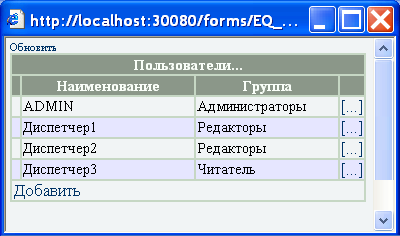 http://localhost:30080/forms/EQ_...
Обновить
Пользователи...
Наименование Группа
ADMIN Администраторы [...]
Диспетчер1 Редакторы [...]
Диспетчер2 Редакторы [...]
Диспетчер3 Читатель [...]
Добавить